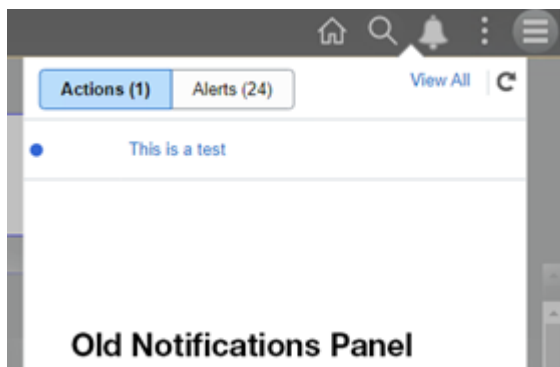 Actions (1) Alerts (24) View All
This is a test
Old Notifications Panel